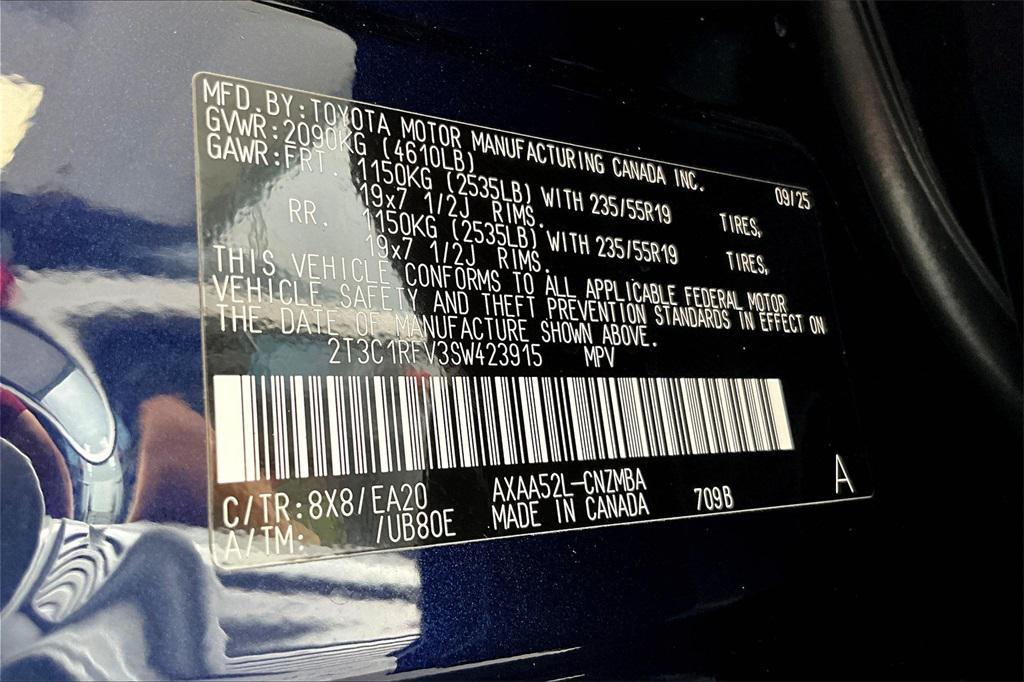 MFD.BY:TOYOTA MOTOR MANUFACTURING CANADA INC. 09/25
GVWR:2090KG (4610LB)
GAWR:FRT. 1150KG (2535LB) WITH 235/55R19 TIRES,
19x7 1/2J RIMS.
RR. 1150KG (2535LB) WITH 235/55R19 TIRES,
19x7 1/2J RIMS.
THIS VEHICLE CONFORMS TO ALL APPLICABLE FEDERAL MOTOR
VEHICLE SAFETY AND THEFT PREVENTION STANDARDS IN EFFECT ON
THE DATE OF MANUFACTURE SHOWN ABOVE.
2T3C1RFV3SW423915 MPV
C/TR:8X8/EA20 AXAA52L-CNZMBA
A/TM: /UB80E MADE IN CANADA 709B A